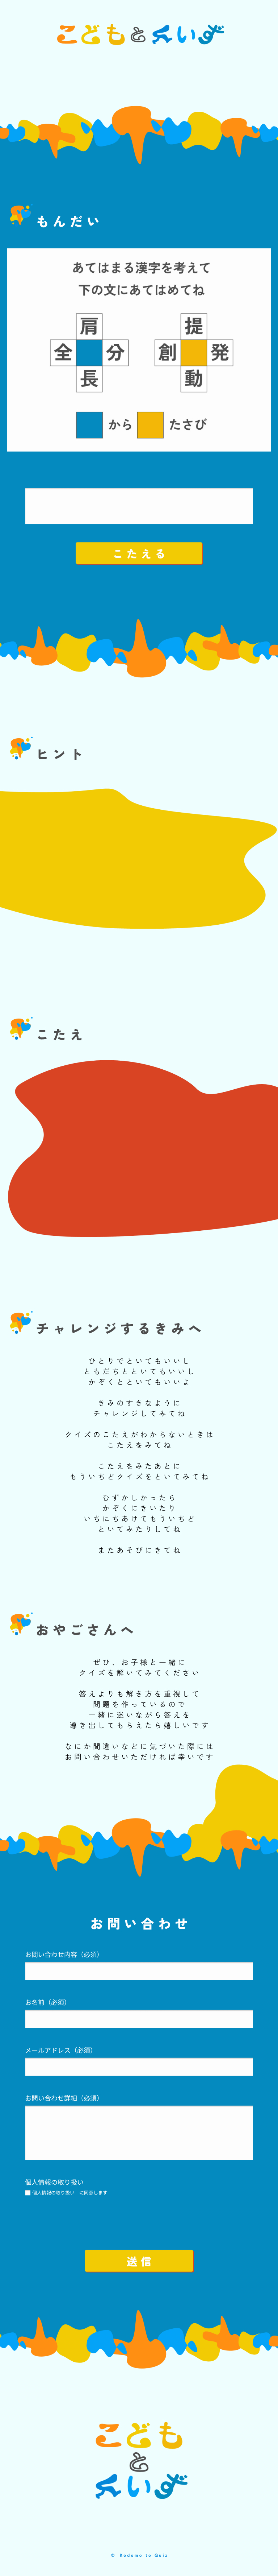 こどもとくいず
もんだい
あてはまる漢字を考えて
下の文にあてはめてね
肩 提
全 分 創 発
長 動
から たさび
こたえる
ヒント
こたえ
チャレンジするきみへ
ひとりでといてもいいし
ともだちとといてもいいし
かぞくとといてもいいよ
きみのすきなように
チャレンジしてみてね
クイズのこたえがわからないときは
こたえをみてね
こたえをみたあとに
もういちどクイズをといてみてね
むずかしかったら
かぞくにきいたり
いちにちあけてもういちど
といてみたりしてね
またあそびにきてね
おやごさんへ
ぜひ、お子様と一緒に
クイズを解いてみてください
答えよりも解き方を重視して
問題を作っているので
一緒に迷いながら答えを
導き出してもらえたら嬉しいです
なにか間違いなどに気づいた際には
お問い合わせいただければ幸いです
お問い合わせ
お問い合わせ内容（必須）
お名前（必須）
メールアドレス（必須）
お問い合わせ詳細（必須）
個人情報の取り扱い
個人情報の取り扱い に同意します
送信
こども
と
くいず
© Kodomo to Quiz